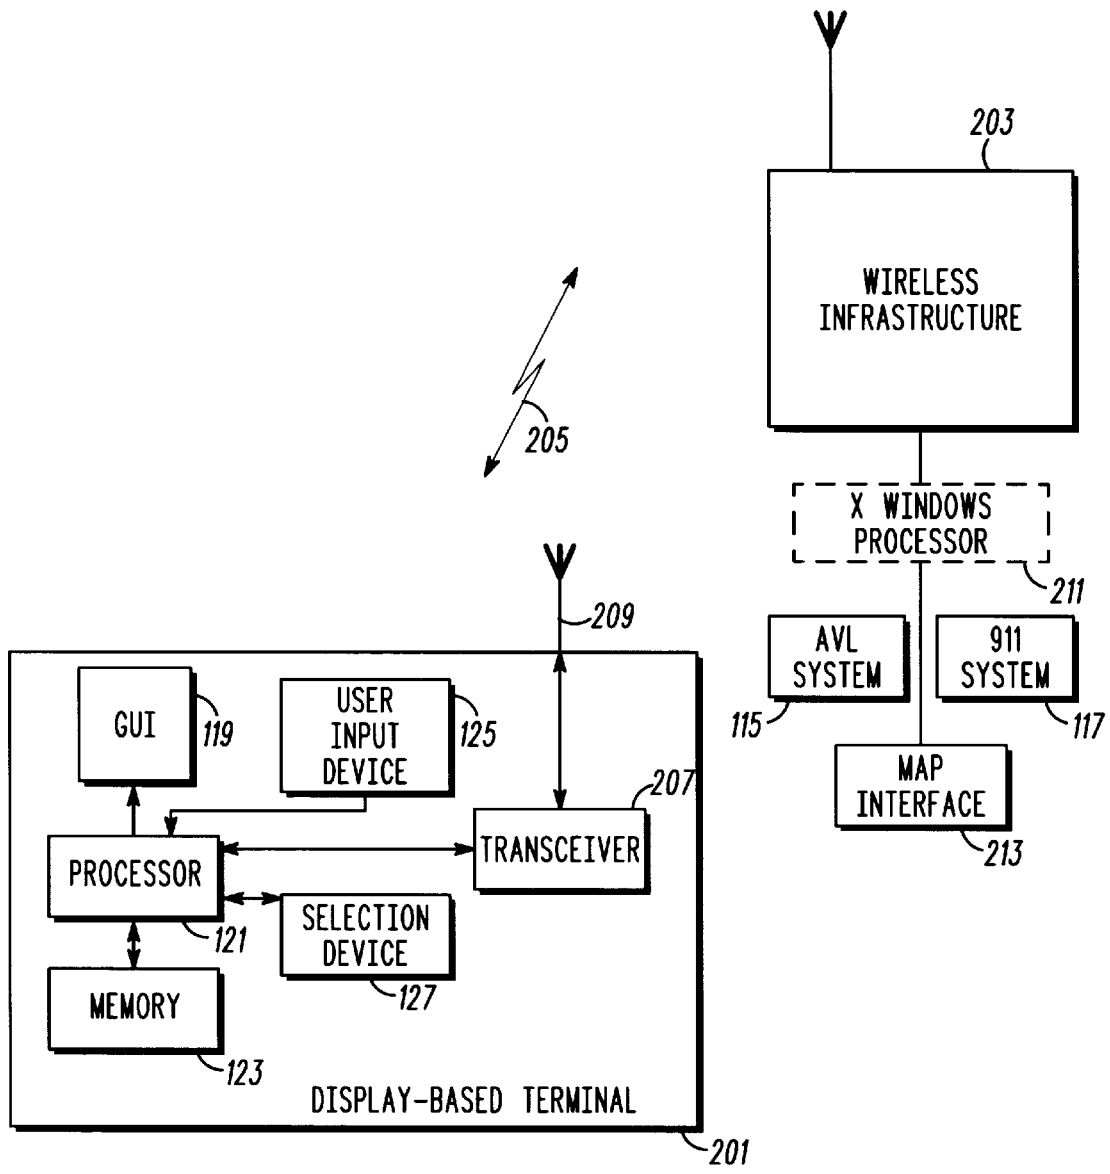 203
WIRELESS
INFRASTRUCTURE
205
X WINDOWS
PROCESSOR
211
209
AVL
SYSTEM
115
911
SYSTEM
117
GUI
119
USER
INPUT
DEVICE
125
MAP
INTERFACE
213
207
TRANSCEIVER
PROCESSOR
121
SELECTION
DEVICE
127
MEMORY
123
DISPLAY-BASED TERMINAL
201